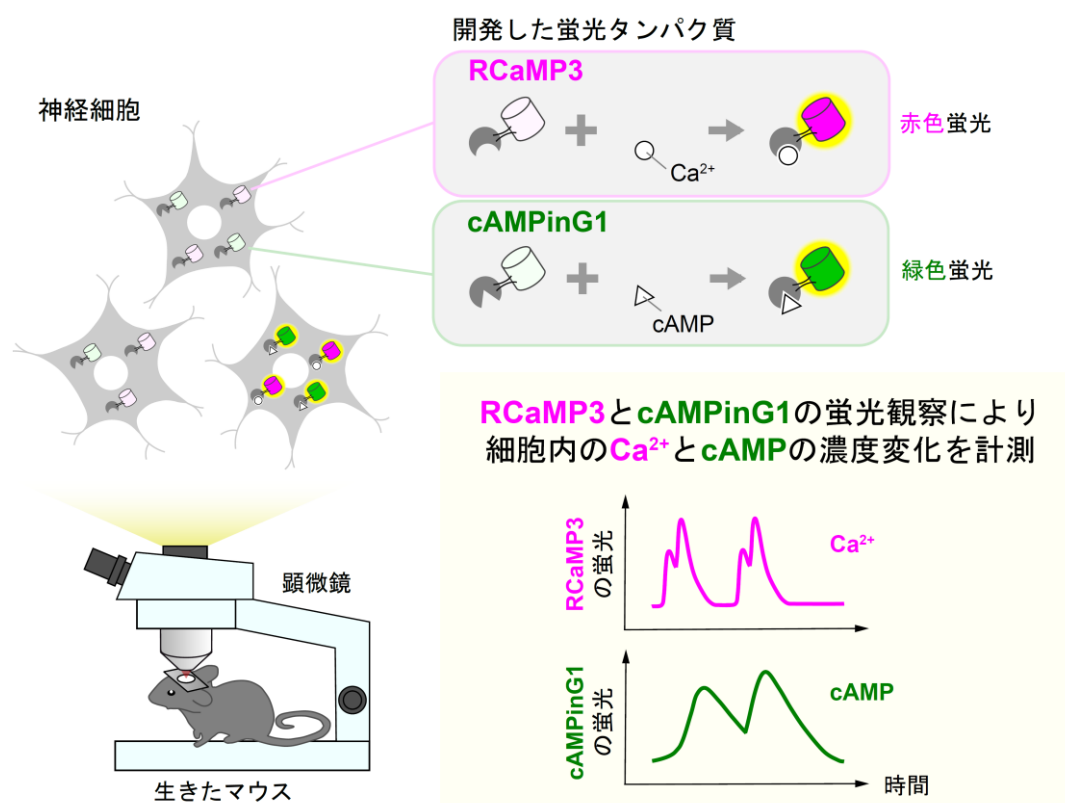 開発した蛍光タンパク質
神経細胞
RCaMP3
Ca²⁺
赤色蛍光
cAMPinG1
cAMP
緑色蛍光
RCaMP3とcAMPinG1の蛍光観察により
細胞内のCa²⁺とcAMPの濃度変化を計測
RCaMP3
の蛍光
Ca²⁺
cAMPinG1
の蛍光
cAMP
時間
顕微鏡
生きたマウス